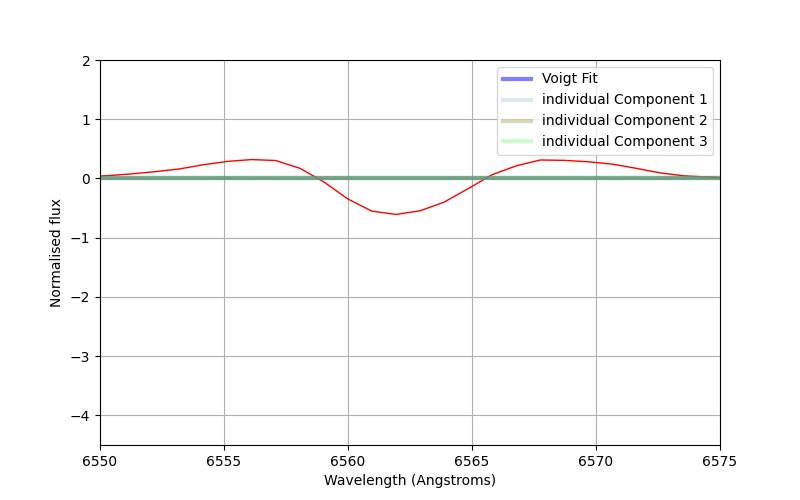 2
1
0
−1
−2
−3
−4
Normalised flux
Voigt Fit
individual Component 1
individual Component 2
individual Component 3
6550 6555 6560 6565 6570 6575
Wavelength (Angstroms)